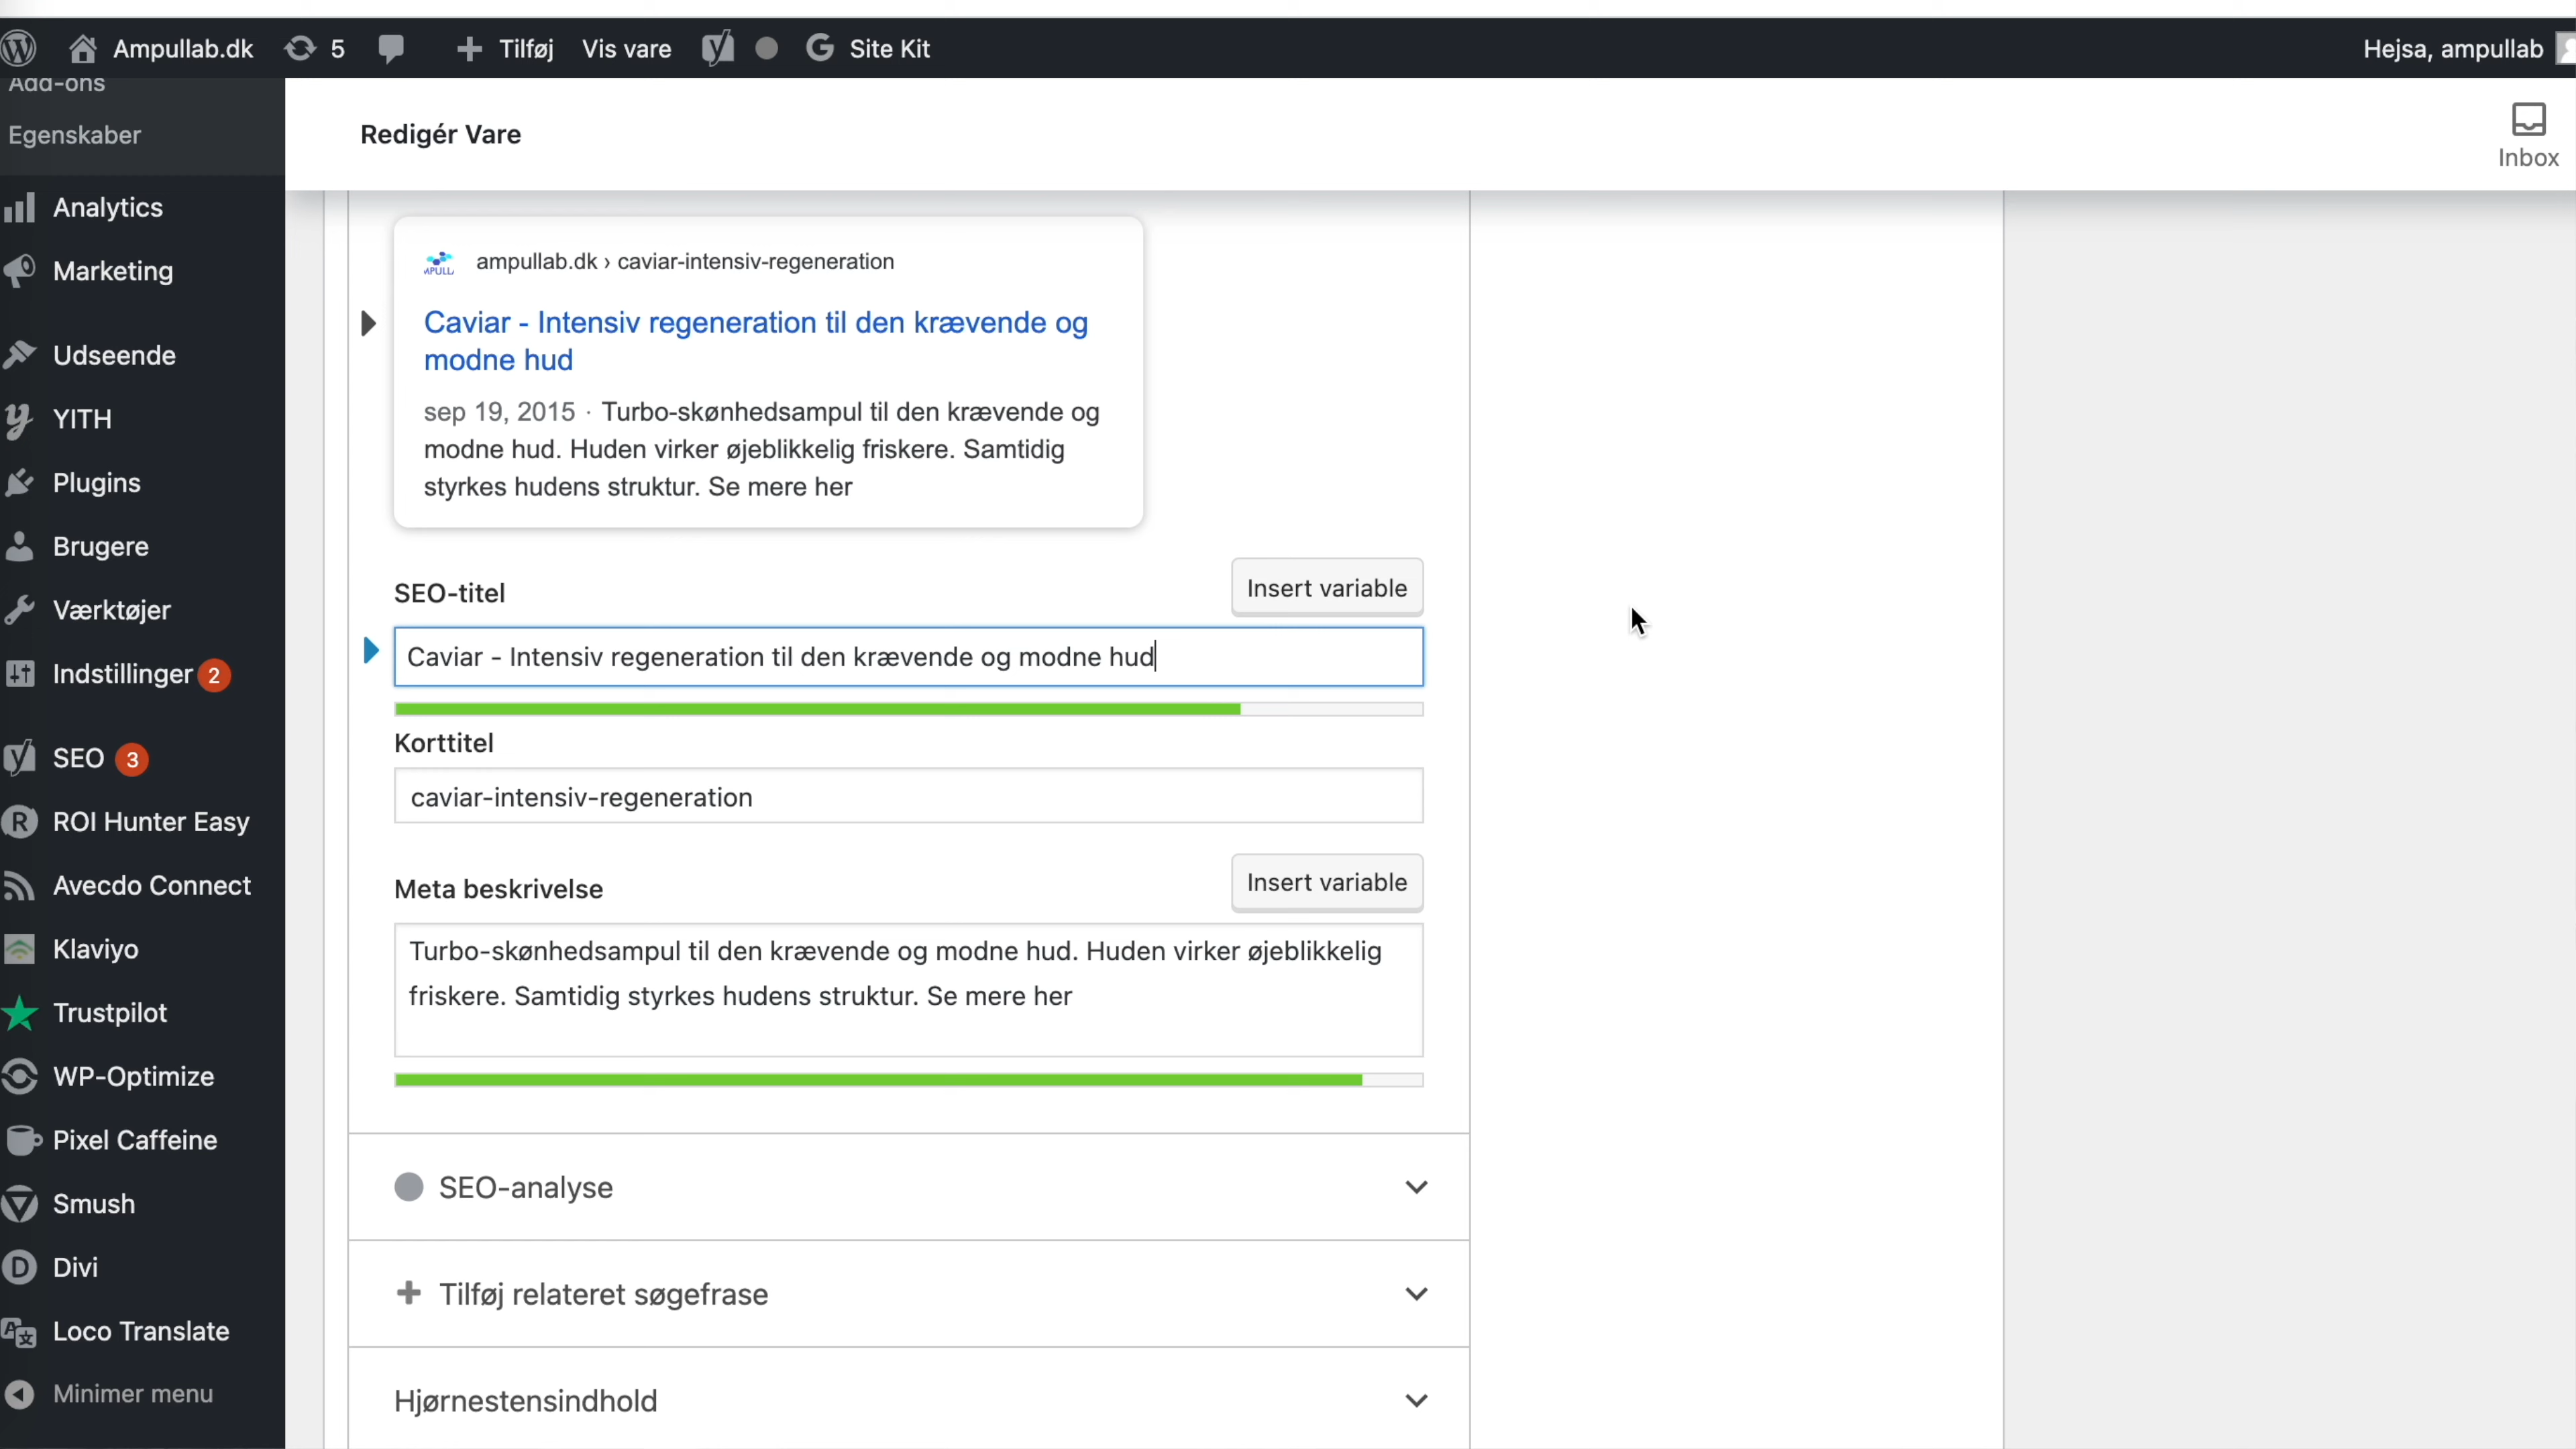 Ampullab.dk
5
Tilføj
Vis vare
Site Kit
Hejsa, ampullab
Add-ons
Egenskaber
Analytics
Marketing
Udseende
YITH
Plugins
Brugere
Værktøjer
Indstillinger 2
SEO 3
ROI Hunter Easy
Avecdo Connect
Klaviyo
Trustpilot
WP-Optimize
Pixel Caffeine
Smush
Divi
Loco Translate
Minimer menu
Redigér Vare
Inbox
ampullab.dk › caviar-intensiv-regeneration
Caviar - Intensiv regeneration til den krævende og
modne hud
sep 19, 2015 · Turbo-skønhedsampul til den krævende og
modne hud. Huden virker øjeblikkelig friskere. Samtidig
styrkes hudens struktur. Se mere her
SEO-titel
Insert variable
Caviar - Intensiv regeneration til den krævende og modne hud
Korttitel
caviar-intensiv-regeneration
Meta beskrivelse
Insert variable
Turbo-skønhedsampul til den krævende og modne hud. Huden virker øjeblikkelig
friskere. Samtidig styrkes hudens struktur. Se mere her
SEO-analyse
Tilføj relateret søgefrase
Hjørnestensindhold